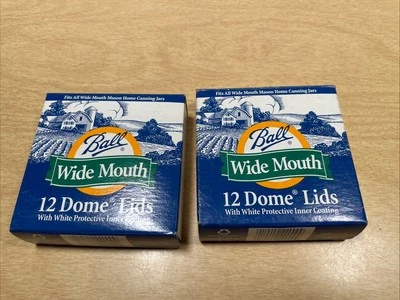 Fits All Wide Mouth Mason Home Canning Jars
Ball
Wide Mouth
12 Dome® Lids
With White Protective Inner Coating
Fits All Wide Mouth Mason Home Canning Jars
Ball®
Wide Mouth
12 Dome® Lids
With White Protective Inner Coating